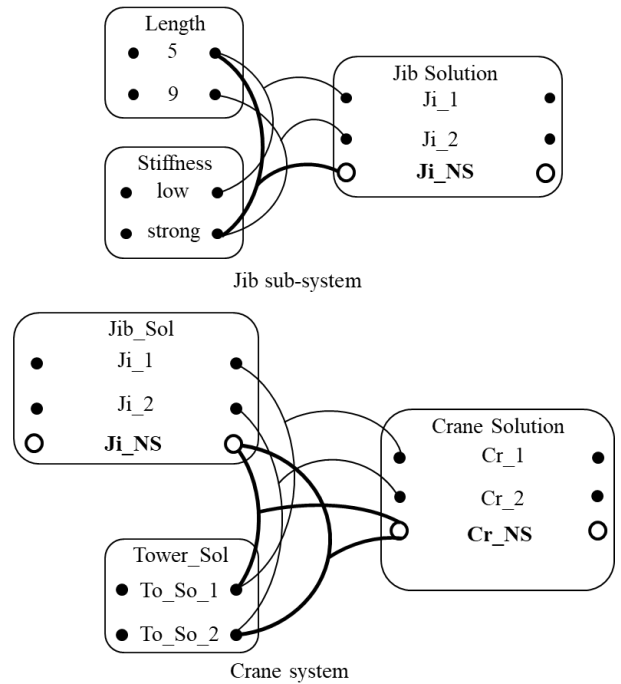 Length
5
9
Stiffness
low
strong
Jib Solution
Ji_1
Ji_2
Ji_NS
Jib sub-system
Jib_Sol
Ji_1
Ji_2
Ji_NS
Tower_Sol
To_So_1
To_So_2
Crane Solution
Cr_1
Cr_2
Cr_NS
Crane system